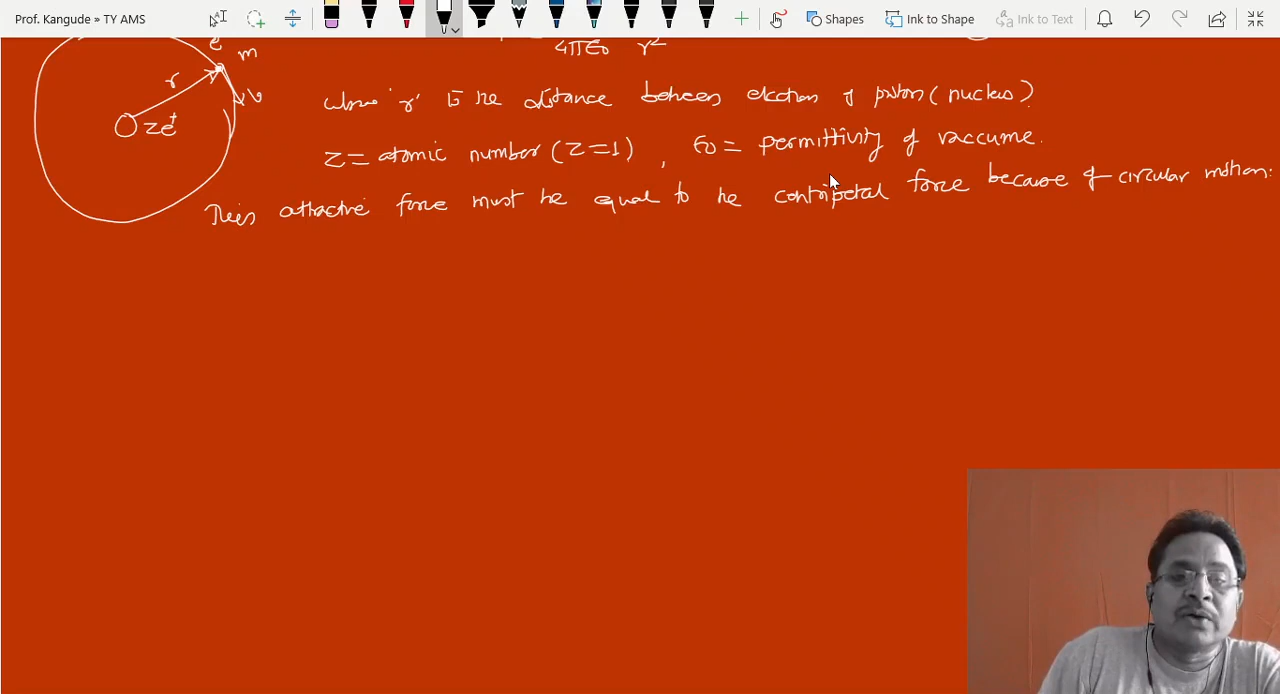 Prof. Kangude » TY AMS
Shapes
Ink to Shape
Ink to Text
e
m
4πε₀ r²
r
where 'r' is the distance between electron & proton (nucleus)
ze⁺
z = atomic number (z=1), ε₀ = permittivity of vaccume.
This attractive force must be equal to the centripetal force because of circular motion: